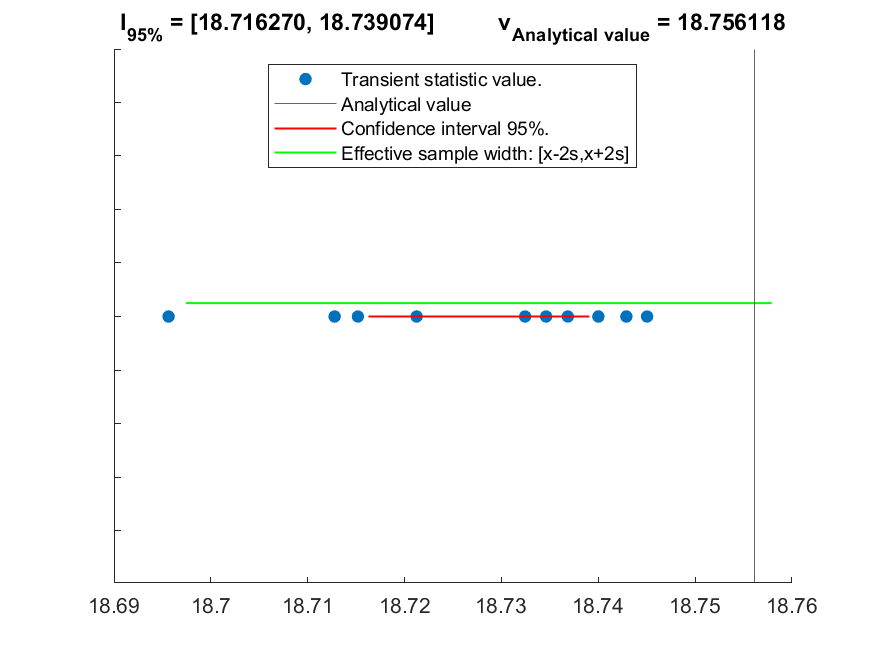 I95% = [18.716270, 18.739074] vAnalytical value = 18.756118
Transient statistic value.
Analytical value
Confidence interval 95%.
Effective sample width: [x-2s,x+2s]
18.69 18.7 18.71 18.72 18.73 18.74 18.75 18.76